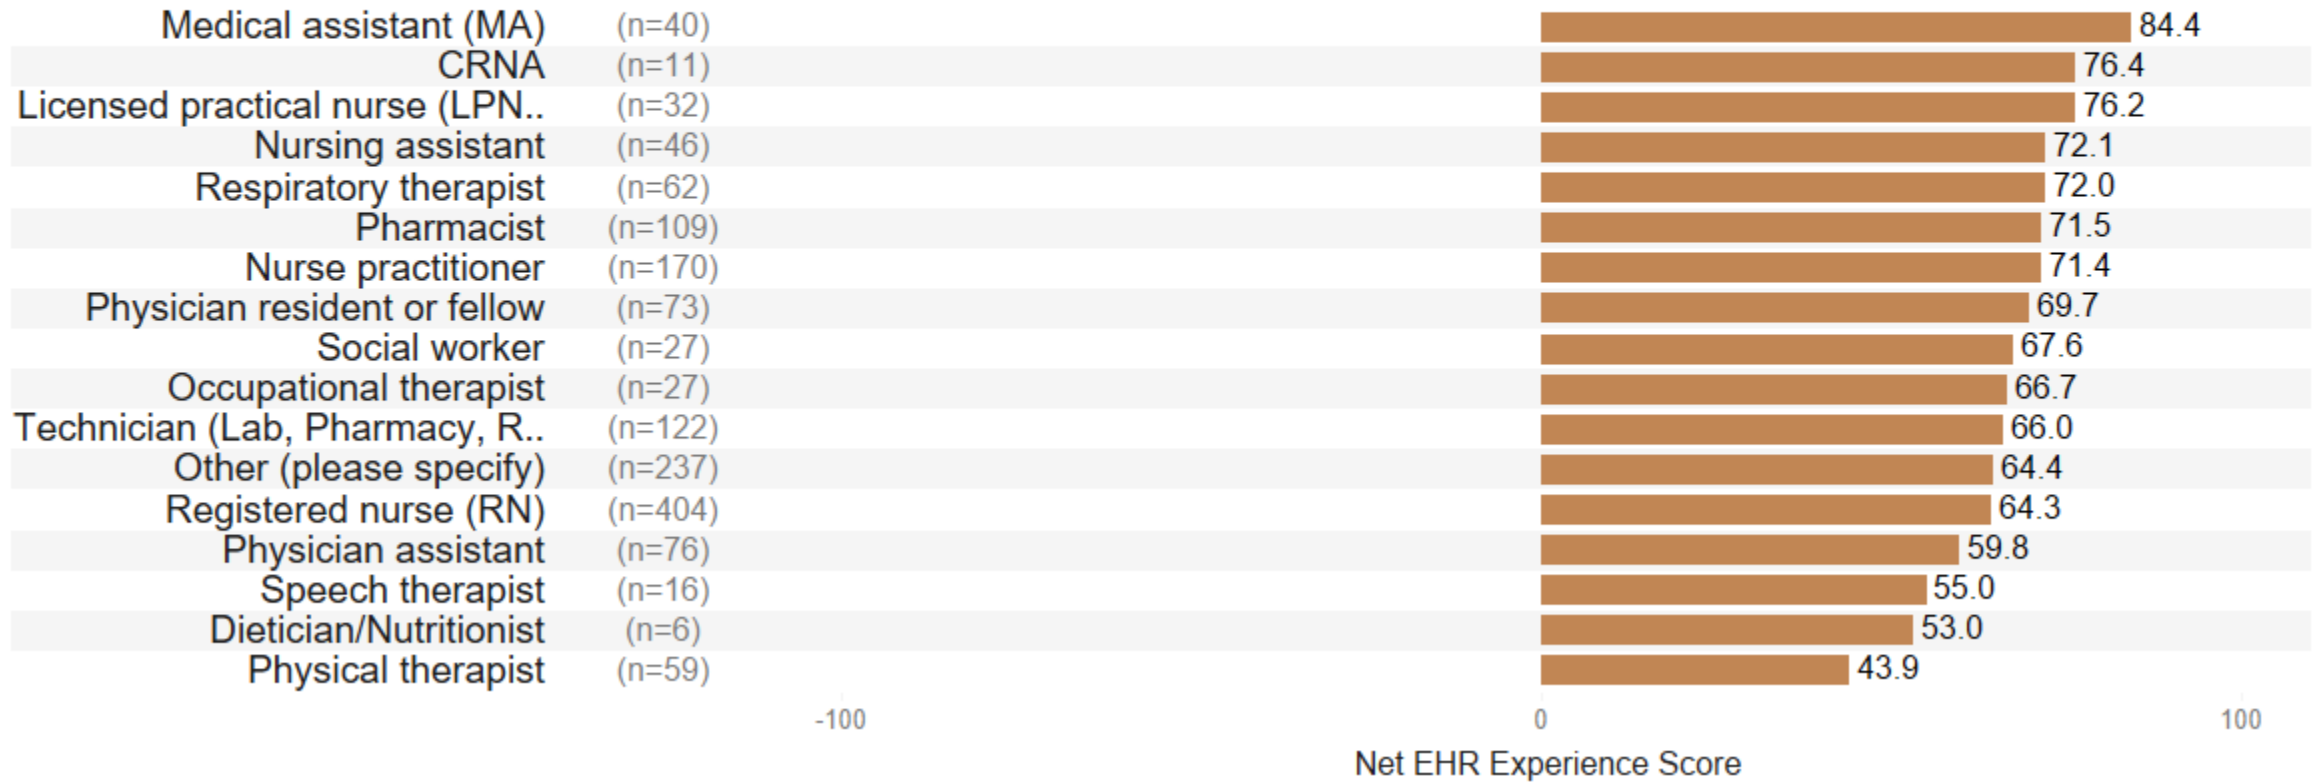 Medical assistant (MA) (n=40) 84.4
CRNA (n=11) 76.4
Licensed practical nurse (LPN.. (n=32) 76.2
Nursing assistant (n=46) 72.1
Respiratory therapist (n=62) 72.0
Pharmacist (n=109) 71.5
Nurse practitioner (n=170) 71.4
Physician resident or fellow (n=73) 69.7
Social worker (n=27) 67.6
Occupational therapist (n=27) 66.7
Technician (Lab, Pharmacy, R.. (n=122) 66.0
Other (please specify) (n=237) 64.4
Registered nurse (RN) (n=404) 64.3
Physician assistant (n=76) 59.8
Speech therapist (n=16) 55.0
Dietician/Nutritionist (n=6) 53.0
Physical therapist (n=59) 43.9
-100 0 100
Net EHR Experience Score